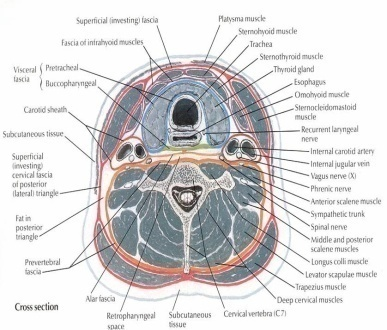 Superficial (investing) fascia
Fascia of infrahyoid muscles
Visceral
fascia
Pretracheal
Buccopharyngeal
Carotid sheath
Subcutaneous tissue
Superficial
(investing)
cervical fascia
of posterior
(lateral) triangle
Fat in
posterior
triangle
Prevertebral
fascia
Cross section
Alar fascia
Retropharyngeal
space
Subcutaneous
tissue
Cervical vertebra (C7)
Platysma muscle
Sternohyoid muscle
Trachea
Sternothyroid muscle
Thyroid gland
Esophagus
Omohyoid muscle
Sternocleidomastoid
muscle
Recurrent laryngeal
nerve
Internal carotid artery
Internal jugular vein
Vagus nerve (X)
Phrenic nerve
Anterior scalene muscle
Sympathetic trunk
Spinal nerve
Middle and posterior
scalene muscles
Longus colli muscle
Levator scapulae muscle
Trapezius muscle
Deep cervical muscles